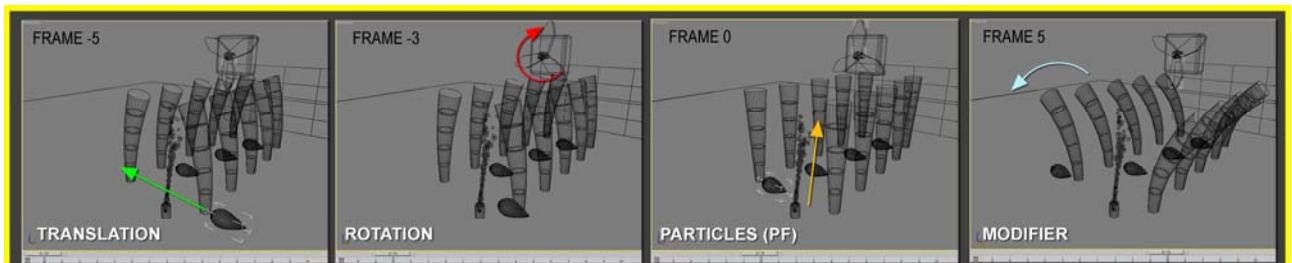 FRAME -5
TRANSLATION
FRAME -3
ROTATION
FRAME 0
PARTICLES (PF)
FRAME 5
MODIFIER